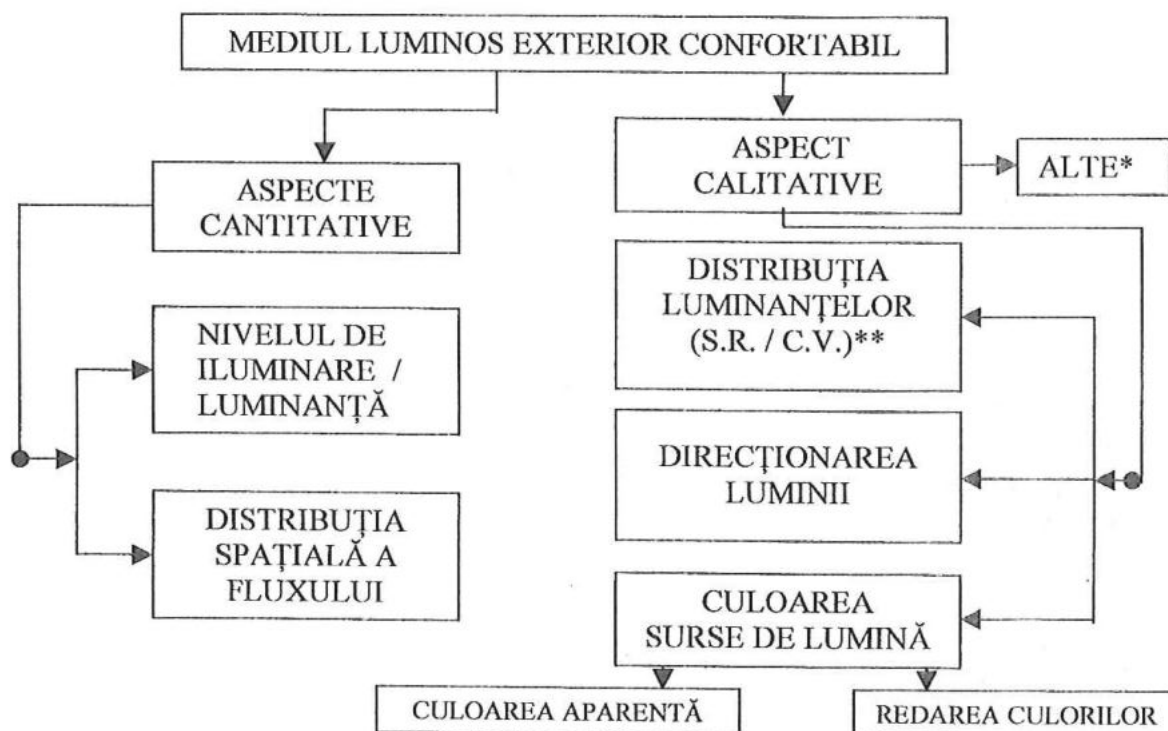 MEDIUL LUMINOS EXTERIOR CONFORTABIL
ASPECTE
CANTITATIVE
ASPECT
CALITATIVE
ALTE*
NIVELUL DE
ILUMINARE /
LUMINANȚĂ
DISTRIBUȚIA
SPAȚIALĂ A
FLUXULUI
DISTRIBUȚIA
LUMINANȚELOR
(S.R. / C.V.)**
DIRECȚIONAREA
LUMINII
CULOAREA
SURSE DE LUMINĂ
CULOAREA APARENTĂ
REDAREA CULORILOR